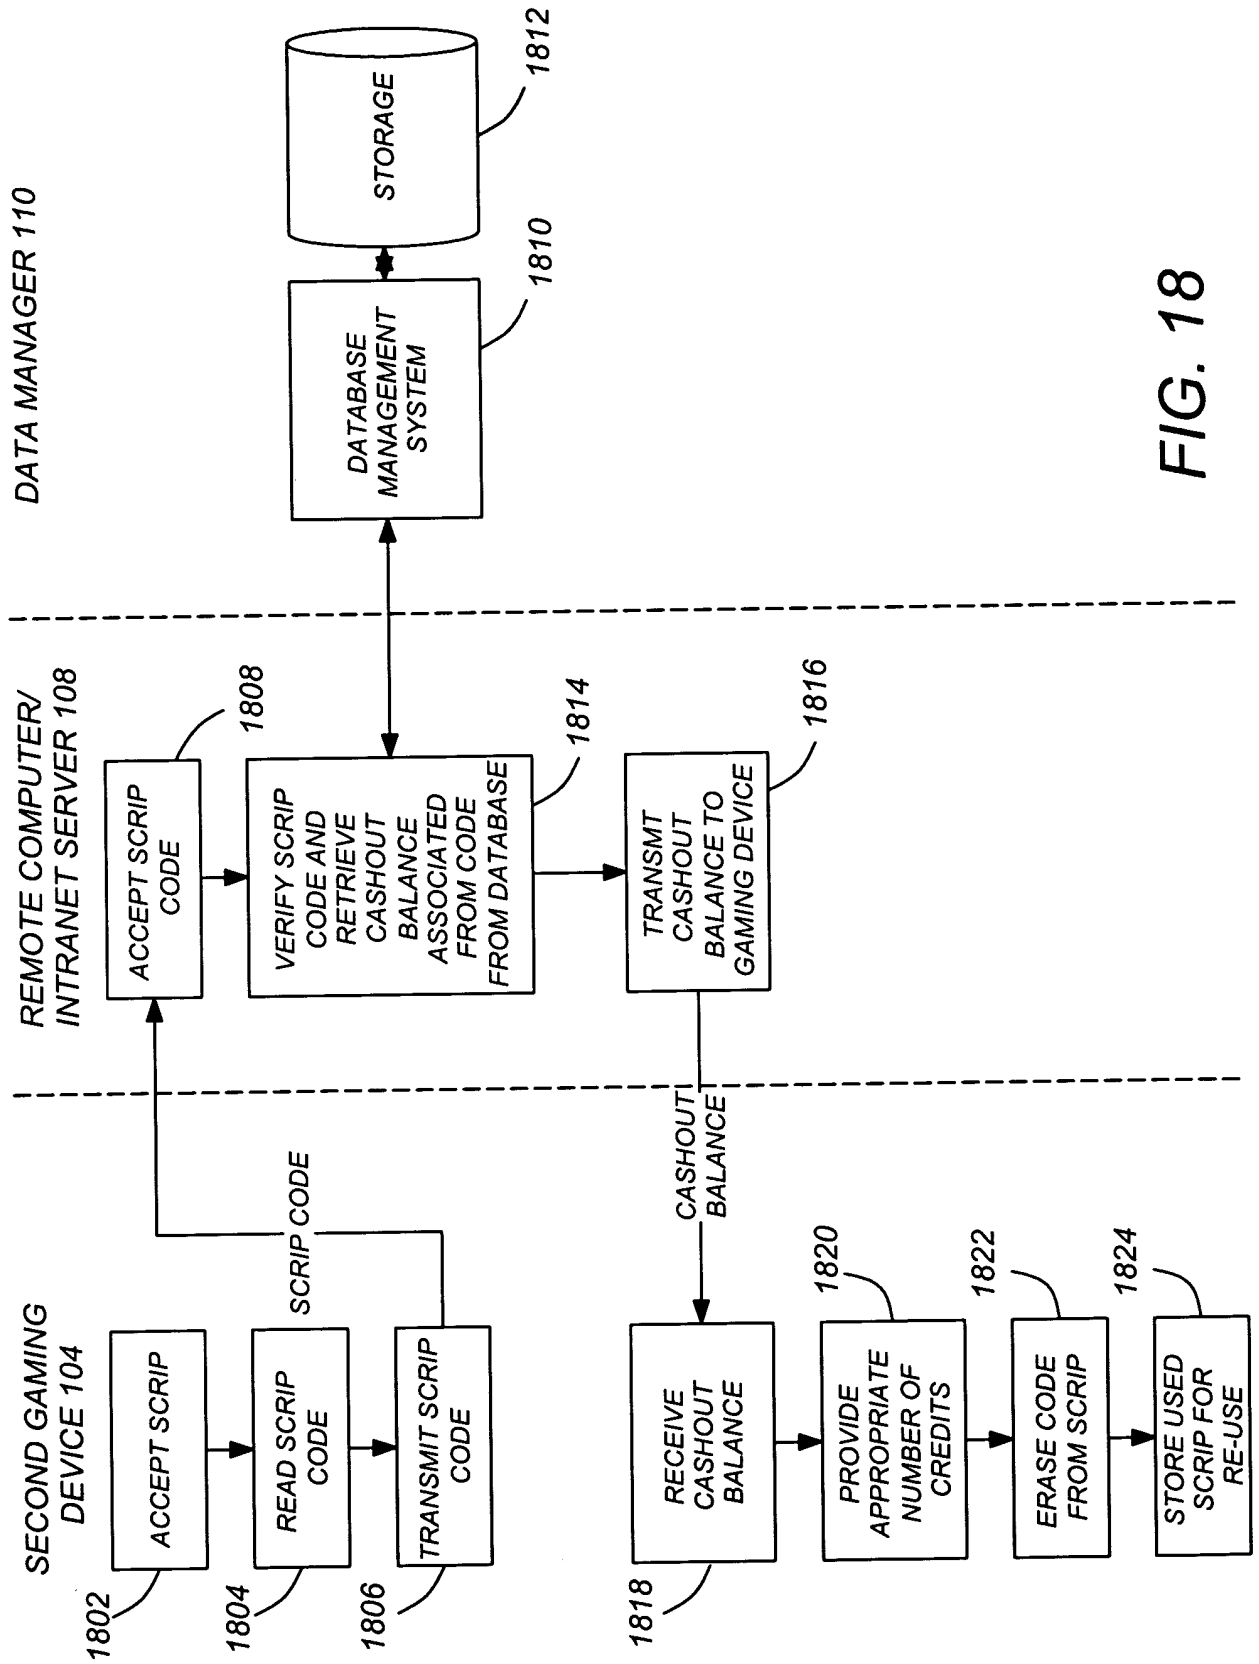 SECOND GAMING
DEVICE 104
1802
ACCEPT SCRIP
1804
READ SCRIP
CODE
1806
TRANSMIT SCRIP
CODE
SCRIP CODE
REMOTE COMPUTER/
INTRANET SERVER 108
ACCEPT SCRIP
CODE
1808
VERIFY SCRIP
CODE AND
RETRIEVE
CASHOUT
BALANCE
ASSOCIATED
FROM CODE
FROM DATABASE
1814
TRANSMT
CASHOUT
BALANCE TO
GAMING DEVICE
1816
DATA MANAGER 110
DATABASE
MANAGEMENT
SYSTEM
1810
STORAGE
1812
CASHOUT
BALANCE
1818
RECEIVE
CASHOUT
BALANCE
PROVIDE
APPROPRIATE
NUMBER OF
CREDITS
1820
ERASE CODE
FROM SCRIP
1822
STORE USED
SCRIP FOR
RE-USE
1824
FIG. 18